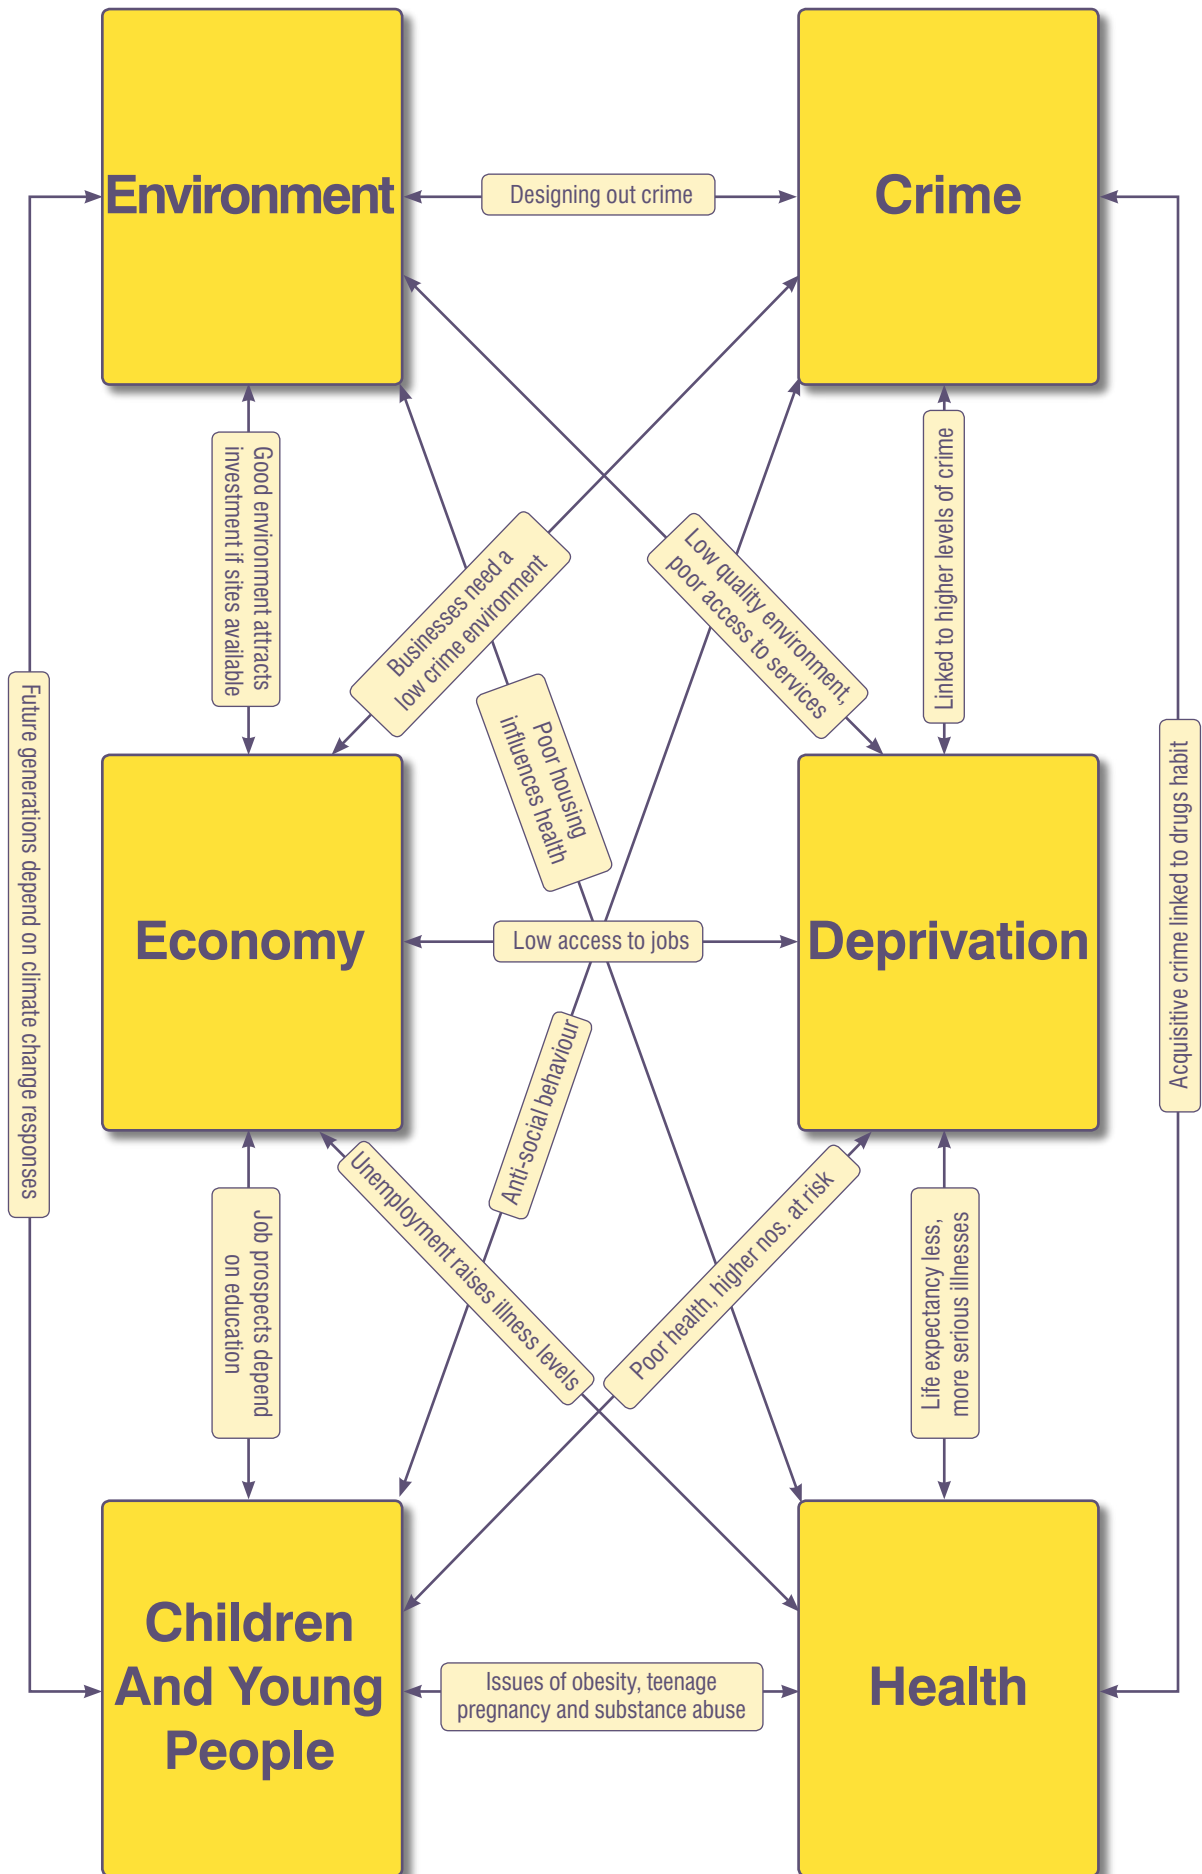 Environment
Designing out crime
Crime
Good environment attracts
investment if sites available
Businesses need a
low crime environment
Low quality environment,
poor access to services
Linked to higher levels of crime
Poor housing
influences health
Future generations depend on climate change responses
Acquisitive crime linked to drugs habit
Economy
Low access to jobs
Deprivation
Anti-social behaviour
Unemployment raises illness levels
Poor health, higher nos. at risk
Job prospects depend
on education
Life expectancy less,
more serious illnesses
Children
And Young
People
Issues of obesity, teenage
pregnancy and substance abuse
Health